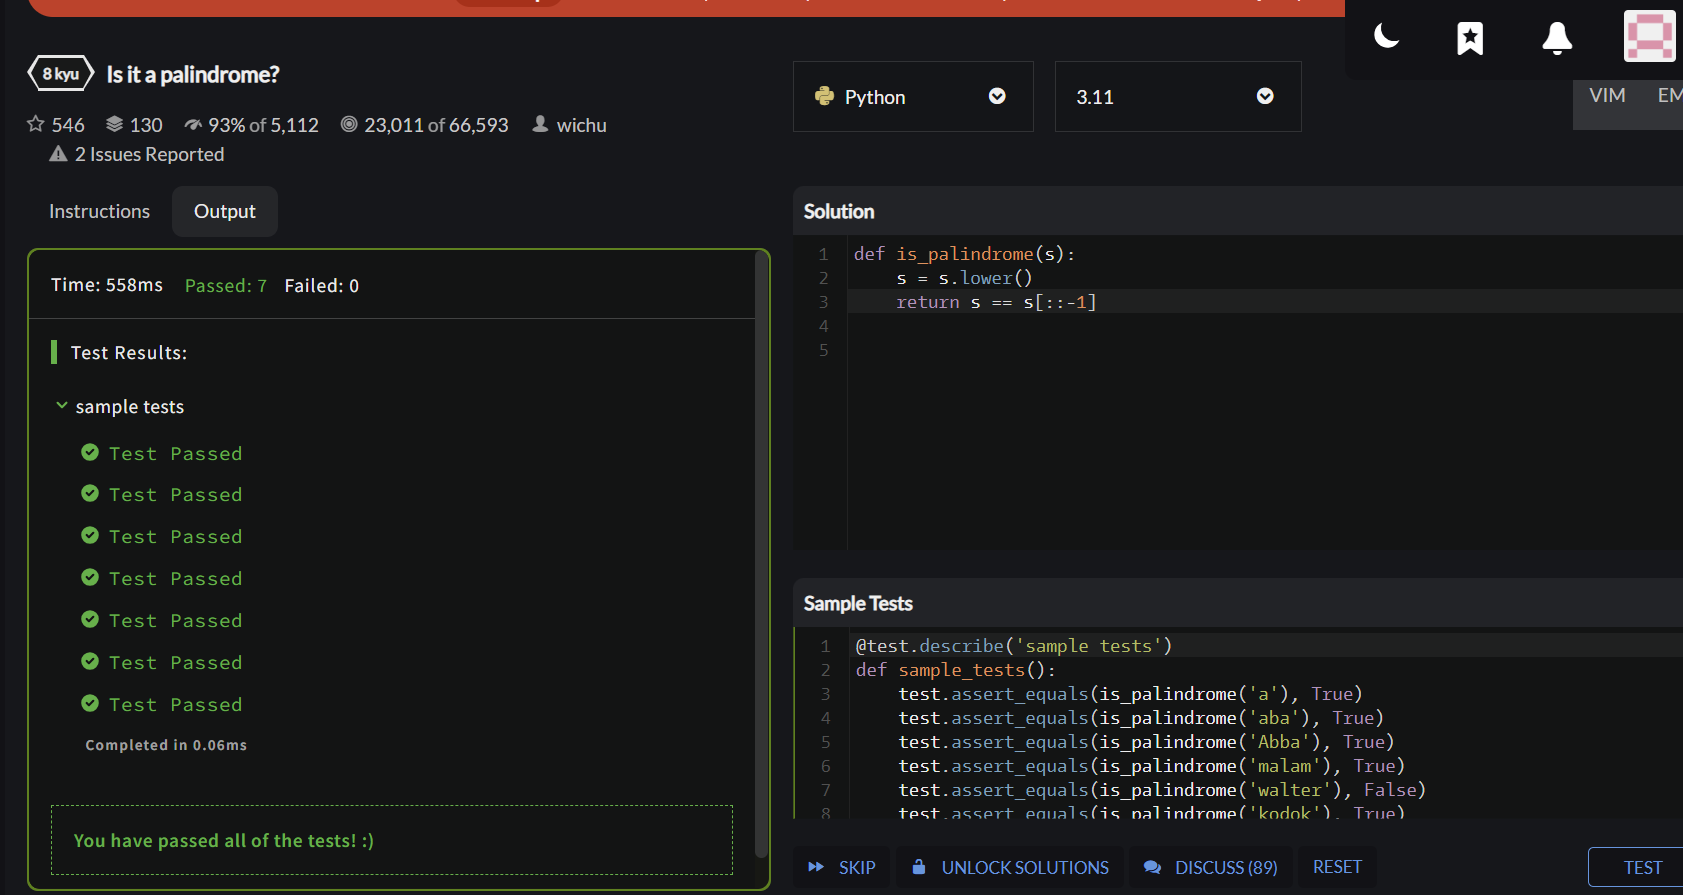 8 kyu Is it a palindrome?
546 130 93% of 5,112 23,011 of 66,593 wichu
2 Issues Reported
Instructions Output
Time: 558ms Passed: 7 Failed: 0
Test Results:
sample tests
Test Passed
Test Passed
Test Passed
Test Passed
Test Passed
Test Passed
Test Passed
Completed in 0.06ms
You have passed all of the tests! :)
Python 3.11
VIM EM
Solution
1 def is_palindrome(s):
2 s = s.lower()
3 return s == s[::-1]
4
5
Sample Tests
1 @test.describe('sample tests')
2 def sample_tests():
3 test.assert_equals(is_palindrome('a'), True)
4 test.assert_equals(is_palindrome('aba'), True)
5 test.assert_equals(is_palindrome('Abba'), True)
6 test.assert_equals(is_palindrome('malam'), True)
7 test.assert_equals(is_palindrome('walter'), False)
8 test.assert_equals(is_palindrome('kodok'), True)
SKIP UNLOCK SOLUTIONS DISCUSS (89) RESET TEST